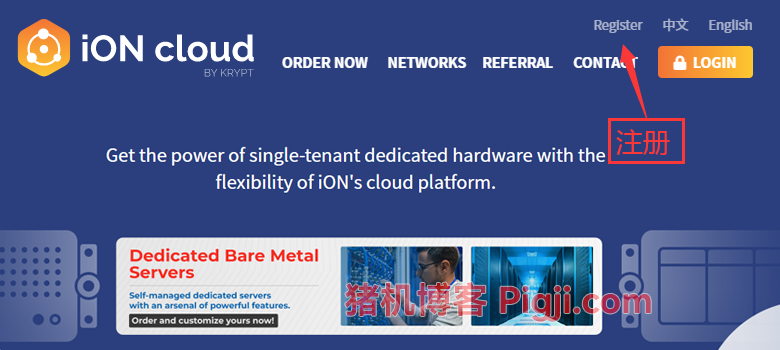 Register 中文 English
iON cloud
BY KRYPT
ORDER NOW NETWORKS REFERRAL CONTACT LOGIN
注册
Get the power of single-tenant dedicated hardware with the
flexibility of iON's cloud platform.
Dedicated Bare Metal
Servers
Self-managed dedicated servers
with an arsenal of powerful features.
Order and customize yours now!
猪机博客 Pigji.com